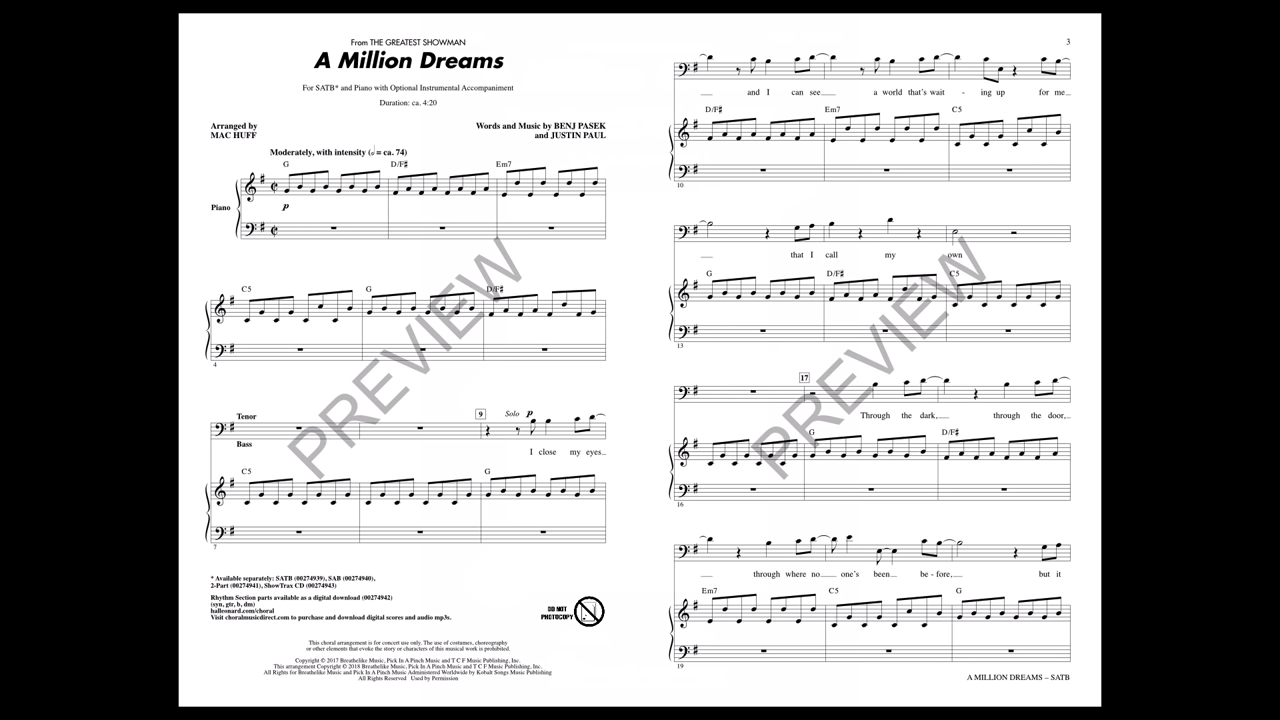 From THE GREATEST SHOWMAN
A Million Dreams
For SATB* and Piano with Optional Instrumental Accompaniment
Duration: ca. 4:20
Arranged by
MAC HUFF
Words and Music by BENJ PASEK
and JUSTIN PAUL
Moderately, with intensity (𝅗𝅥 = ca. 74)
G D/F♯ Em7
Piano
p
C5 G D/F♯
4
Tenor
Bass
9 Solo p
I close my eyes
C5 G
7
* Available separately: SATB (00274939), SAB (00274940),
2-Part (00274941), ShowTrax CD (00274943)
Rhythm Section parts available as a digital download (00274942)
(syn, gtr, b, dm)
halleonard.com/choral
Visit choralmusicdirect.com to purchase and download digital scores and audio mp3s.
DO NOT
PHOTOCOPY
This choral arrangement is for concert use only. The use of costumes, choreography
or other elements that evoke the story or characters of this musical work is prohibited.
Copyright © 2017 Breathelike Music, Pick In A Pinch Music and T C F Music Publishing, Inc.
This arrangement Copyright © 2018 Breathelike Music, Pick In A Pinch Music and T C F Music Publishing, Inc.
All Rights for Breathelike Music and Pick In A Pinch Music Administered Worldwide by Kobalt Songs Music Publishing
All Rights Reserved Used by Permission
PREVIEW
3
and I can see a world that's wait - ing up for me
D/F♯ Em7 C5
10
that I call my own
G D/F♯ C5
13
17
Through the dark, through the door,
G D/F♯
16
through where no one's been be - fore, but it
Em7 C5 G
19
A MILLION DREAMS – SATB
PREVIEW